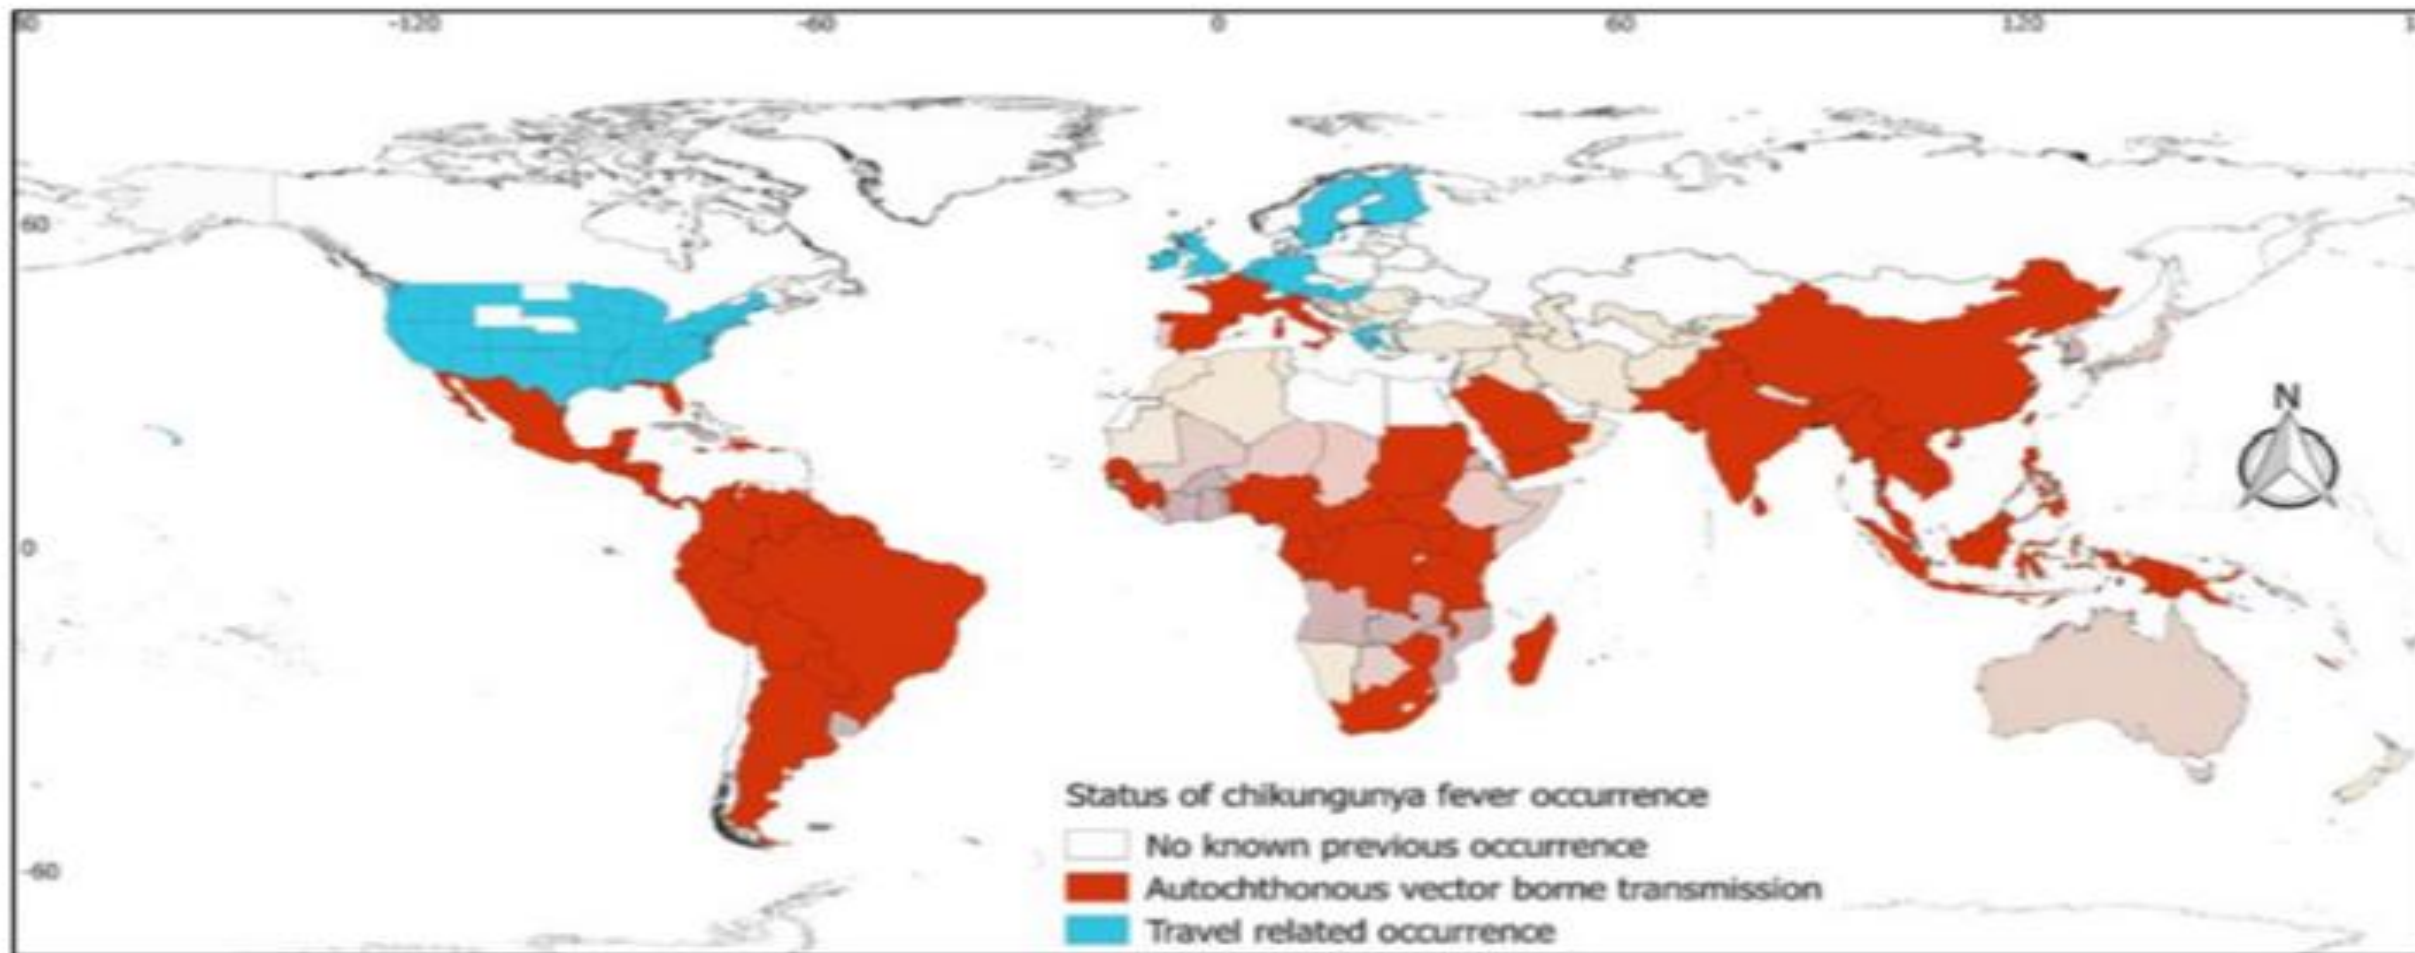 -120 -60 0 60 120
60
N
0
Status of chikungunya fever occurrence
No known previous occurrence
-60
Autochthonous vector borne transmission
Travel related occurrence